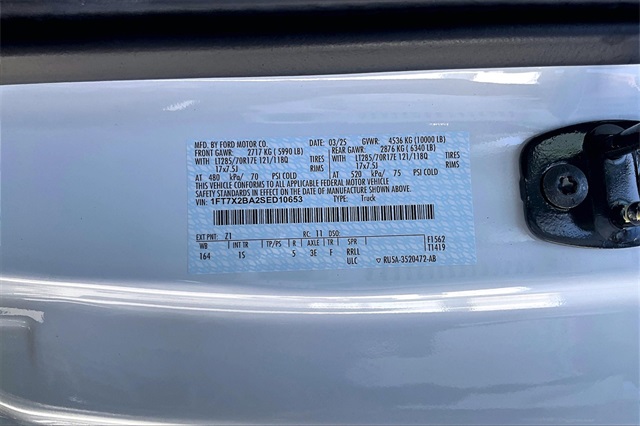 MFD. BY FORD MOTOR CO. 03/25 GVWR: 4536 KG (10000 LB)
FRONT GAWR: 2717 KG ( 5990 LB) REAR GAWR: 2876 KG ( 6340 LB)
WITH LT285/70R17E 121/118Q TIRES WITH LT285/70R17E 121/118Q TIRES
17x7.5J RIMS 17x7.5J RIMS
AT 480 kPa/ 70 PSI COLD AT 520 kPa/ 75 PSI COLD
THIS VEHICLE CONFORMS TO ALL APPLICABLE FEDERAL MOTOR VEHICLE
SAFETY STANDARDS IN EFFECT ON THE
DATE OF MANUFACTURE SHOWN ABOVE.
VIN: 1FT7X2BA2SED10653 TYPE: Truck
EXT PNT: Z1 RC: 11 DSO: F1562
WB INT TR TP/PS R AXLE TR SPR T1419
164 15 5 3E F RRLL
ULC RU5A-3520472-AB